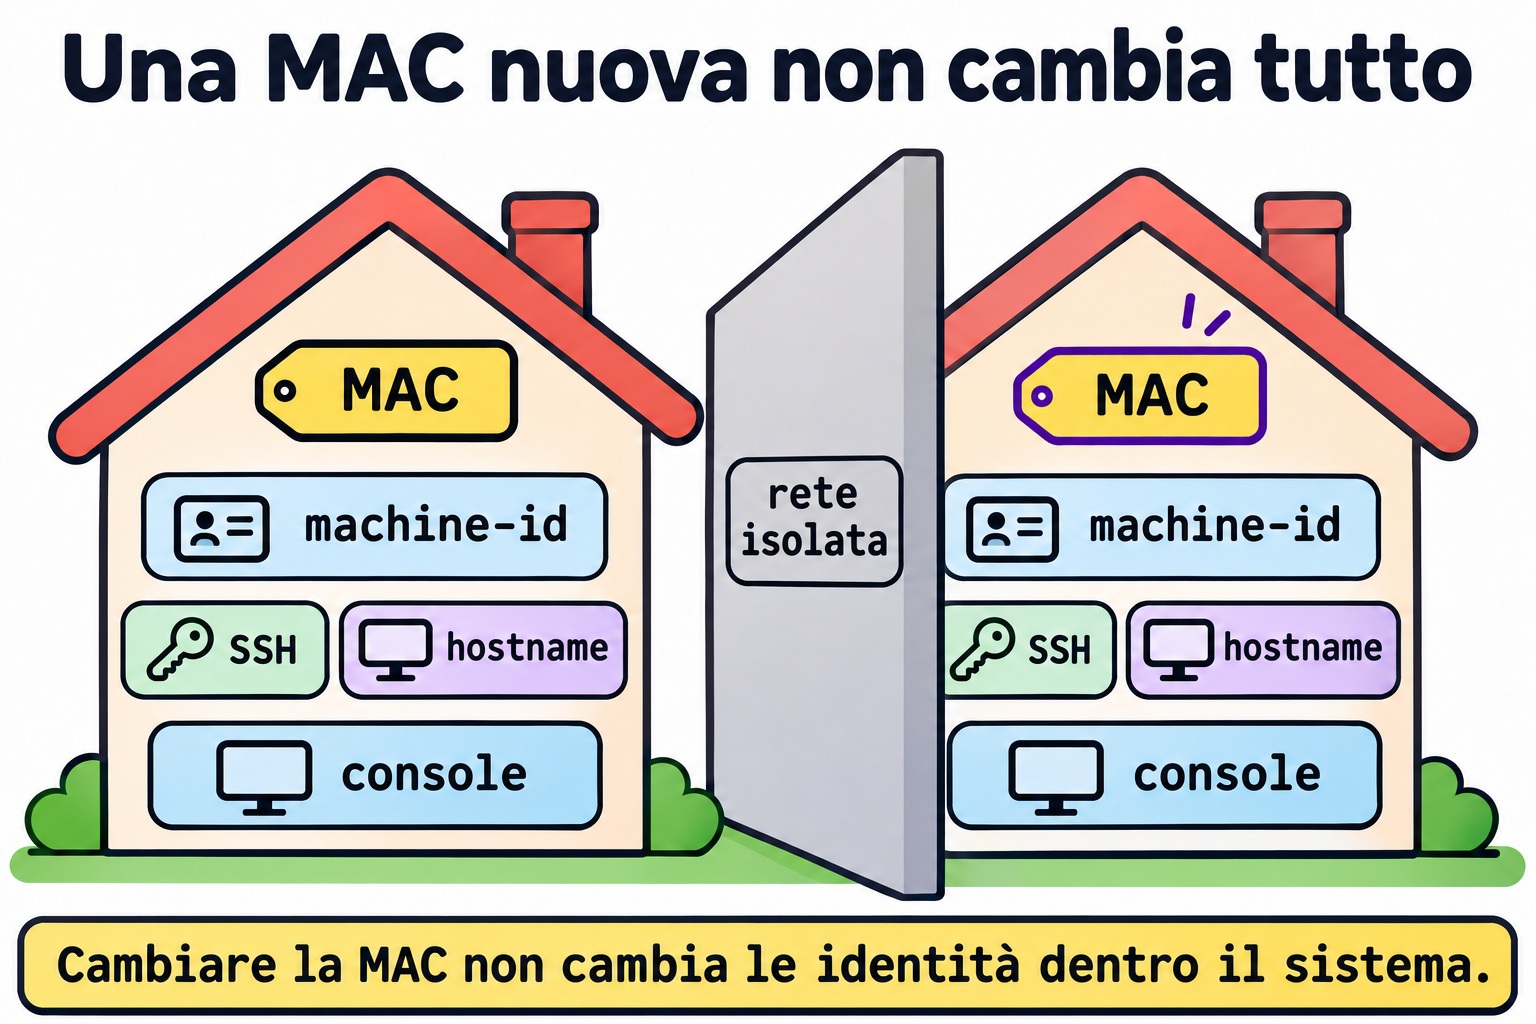 Una MAC nuova non cambia tutto
MAC
machine-id
SSH
hostname
console
rete
isolata
MAC
machine-id
SSH
hostname
console
Cambiare la MAC non cambia le identità dentro il sistema.